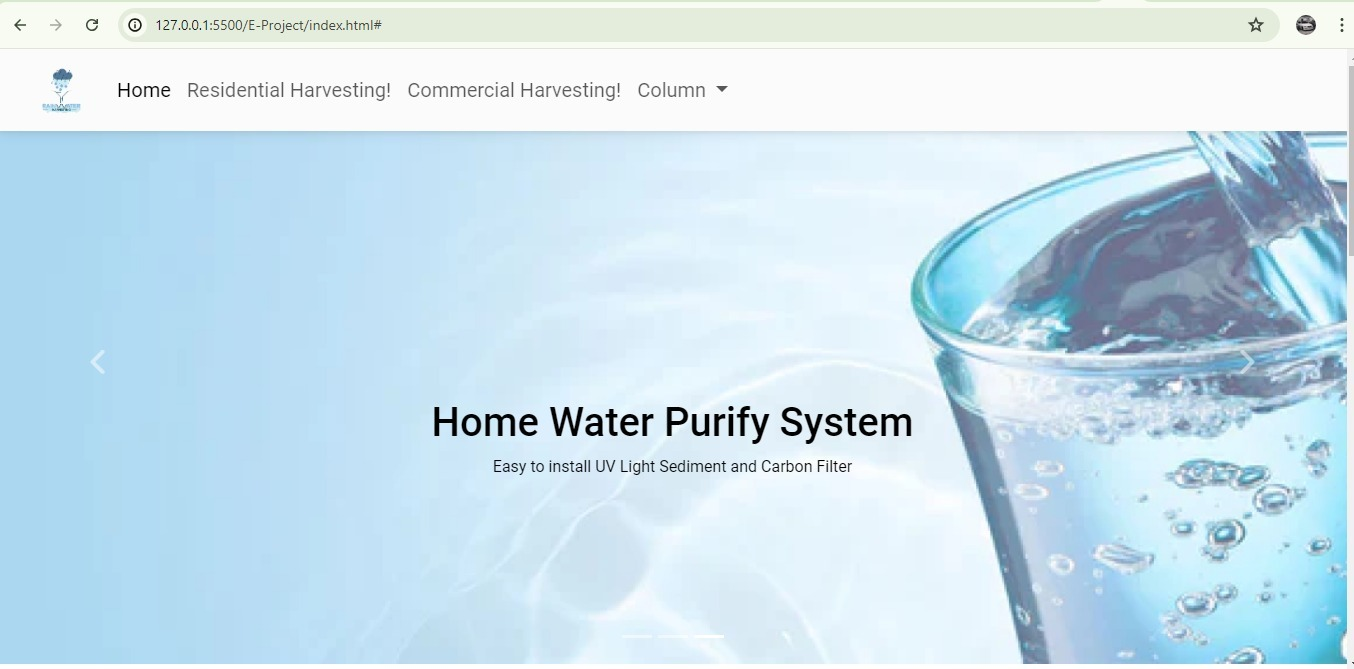 127.0.0.1:5500/E-Project/index.html#
Home Residential Harvesting! Commercial Harvesting! Column
Home Water Purify System
Easy to install UV Light Sediment and Carbon Filter